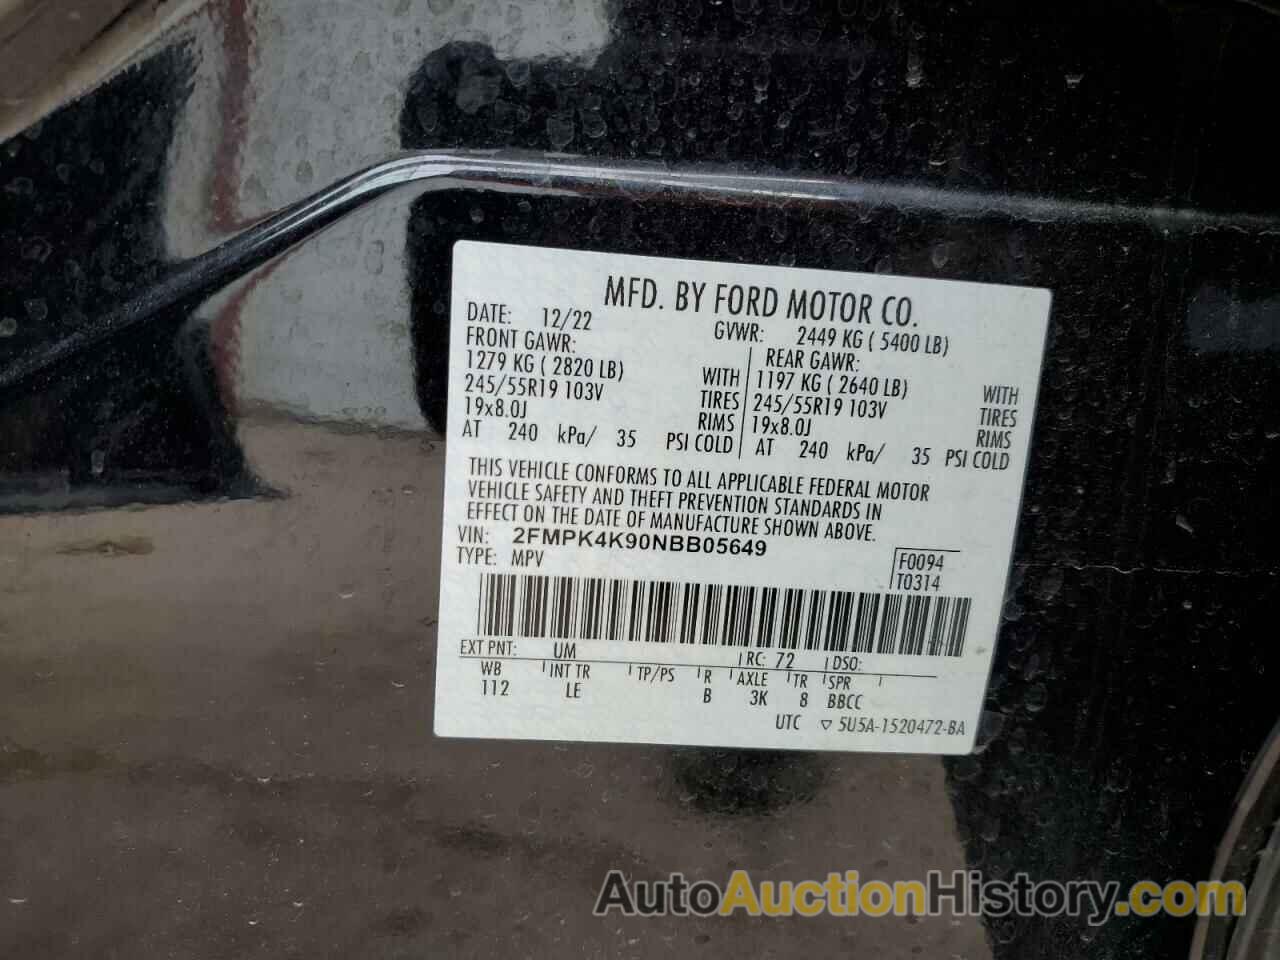 MFD. BY FORD MOTOR CO.
DATE: 12/22 GVWR: 2449 KG ( 5400 LB)
FRONT GAWR: REAR GAWR:
1279 KG ( 2820 LB) WITH 1197 KG ( 2640 LB) WITH
245/55R19 103V TIRES 245/55R19 103V TIRES
19x8.0J RIMS 19x8.0J RIMS
AT 240 kPa/ 35 PSI COLD AT 240 kPa/ 35 PSI COLD
THIS VEHICLE CONFORMS TO ALL APPLICABLE FEDERAL MOTOR
VEHICLE SAFETY AND THEFT PREVENTION STANDARDS IN
EFFECT ON THE DATE OF MANUFACTURE SHOWN ABOVE.
VIN: 2FMPK4K90NBB05649
TYPE: MPV F0094
T0314
EXT PNT: UM RC: 72 DSO:
WB INT TR TP/PS R AXLE TR SPR
112 LE B 3K 8 BBCC
UTC ▽ 5U5A-1520472-BA
AutoAuctionHistory.com